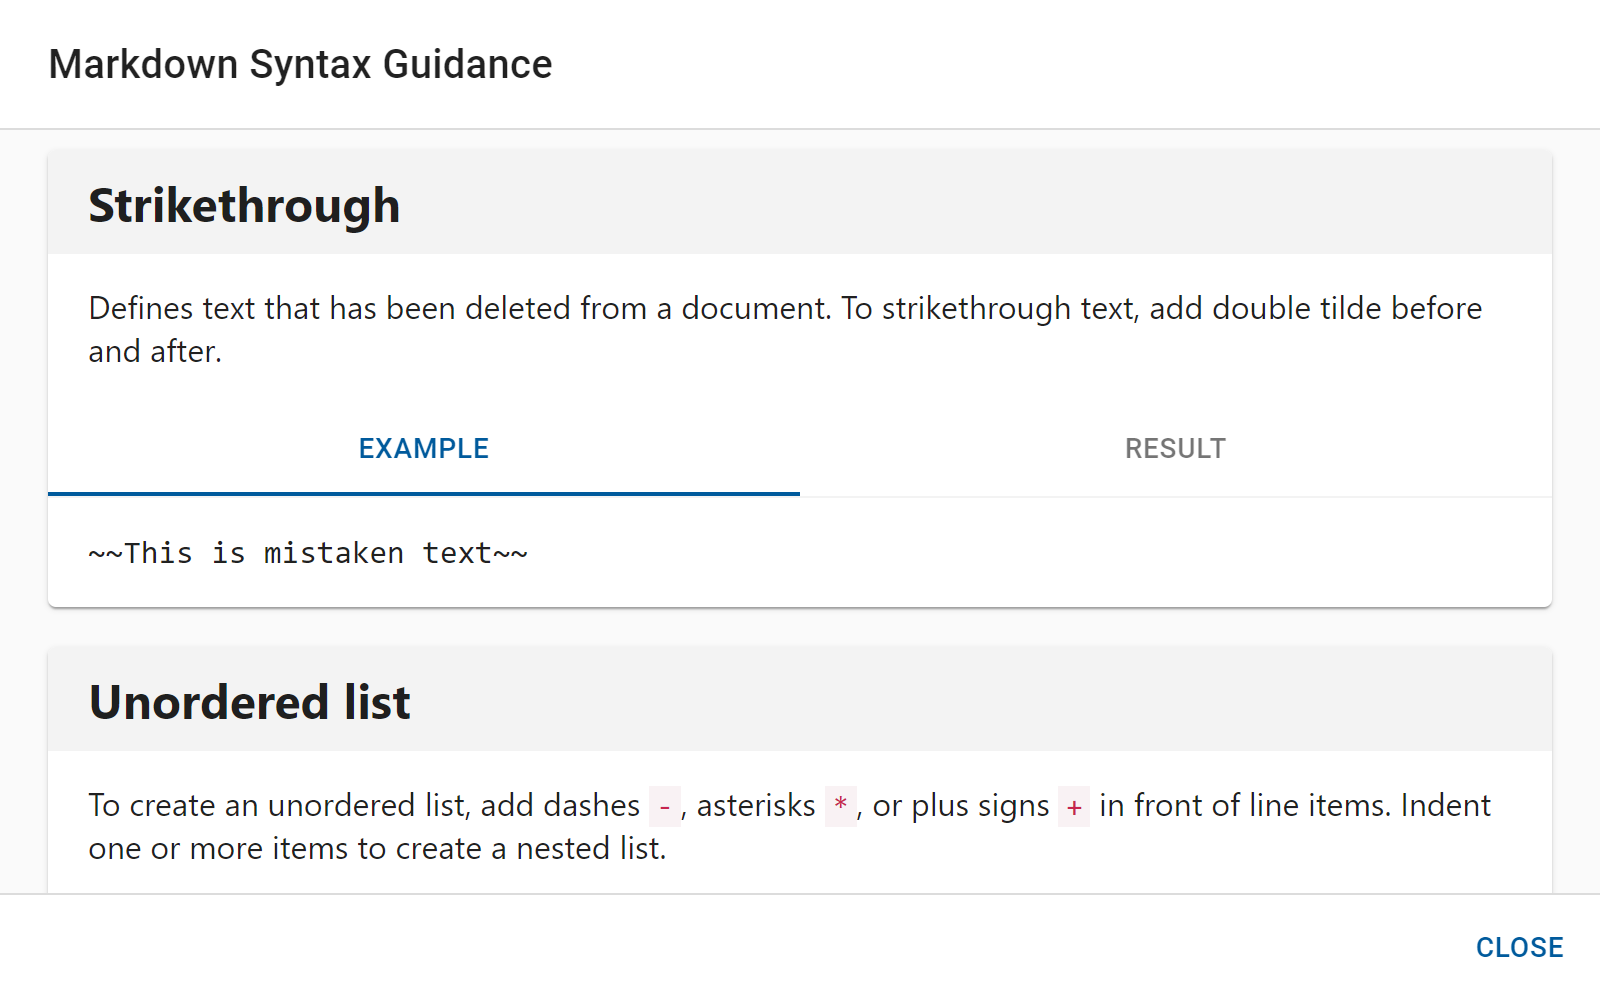 Markdown Syntax Guidance
Strikethrough
Defines text that has been deleted from a document. To strikethrough text, add double tilde before
and after.
EXAMPLE
RESULT
~~This is mistaken text~~
Unordered list
To create an unordered list, add dashes -, asterisks *, or plus signs + in front of line items. Indent
one or more items to create a nested list.
CLOSE